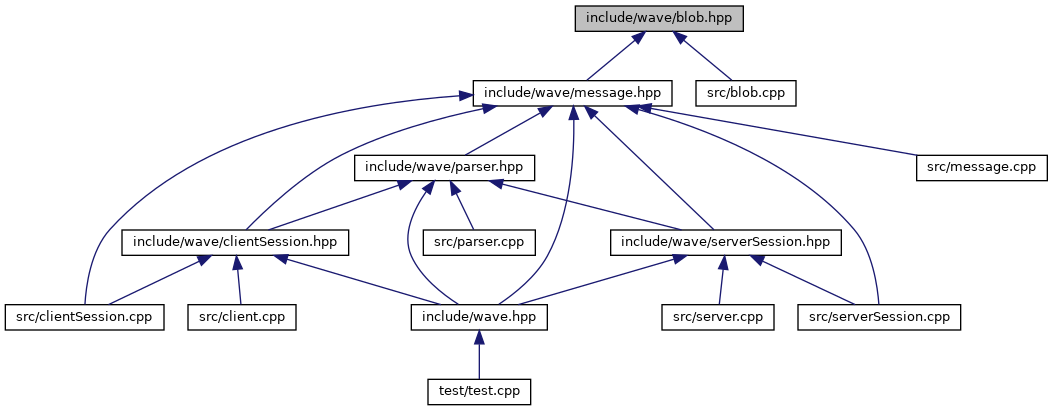 include/wave/blob.hpp
include/wave/message.hpp
src/blob.cpp
include/wave/parser.hpp
src/message.cpp
include/wave/clientSession.hpp
src/parser.cpp
include/wave/serverSession.hpp
src/clientSession.cpp
src/client.cpp
include/wave.hpp
src/server.cpp
src/serverSession.cpp
test/test.cpp